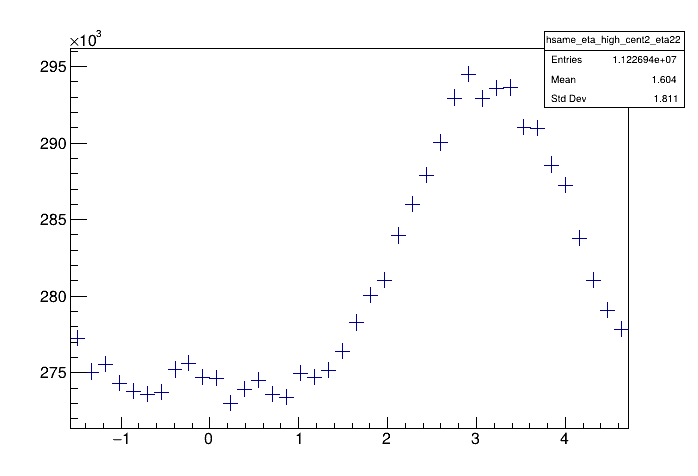 ×10³
hsame_eta_high_cent2_eta22
Entries 1.122694e+07
Mean 1.604
Std Dev 1.811
295
290
285
280
275
−1 0 1 2 3 4